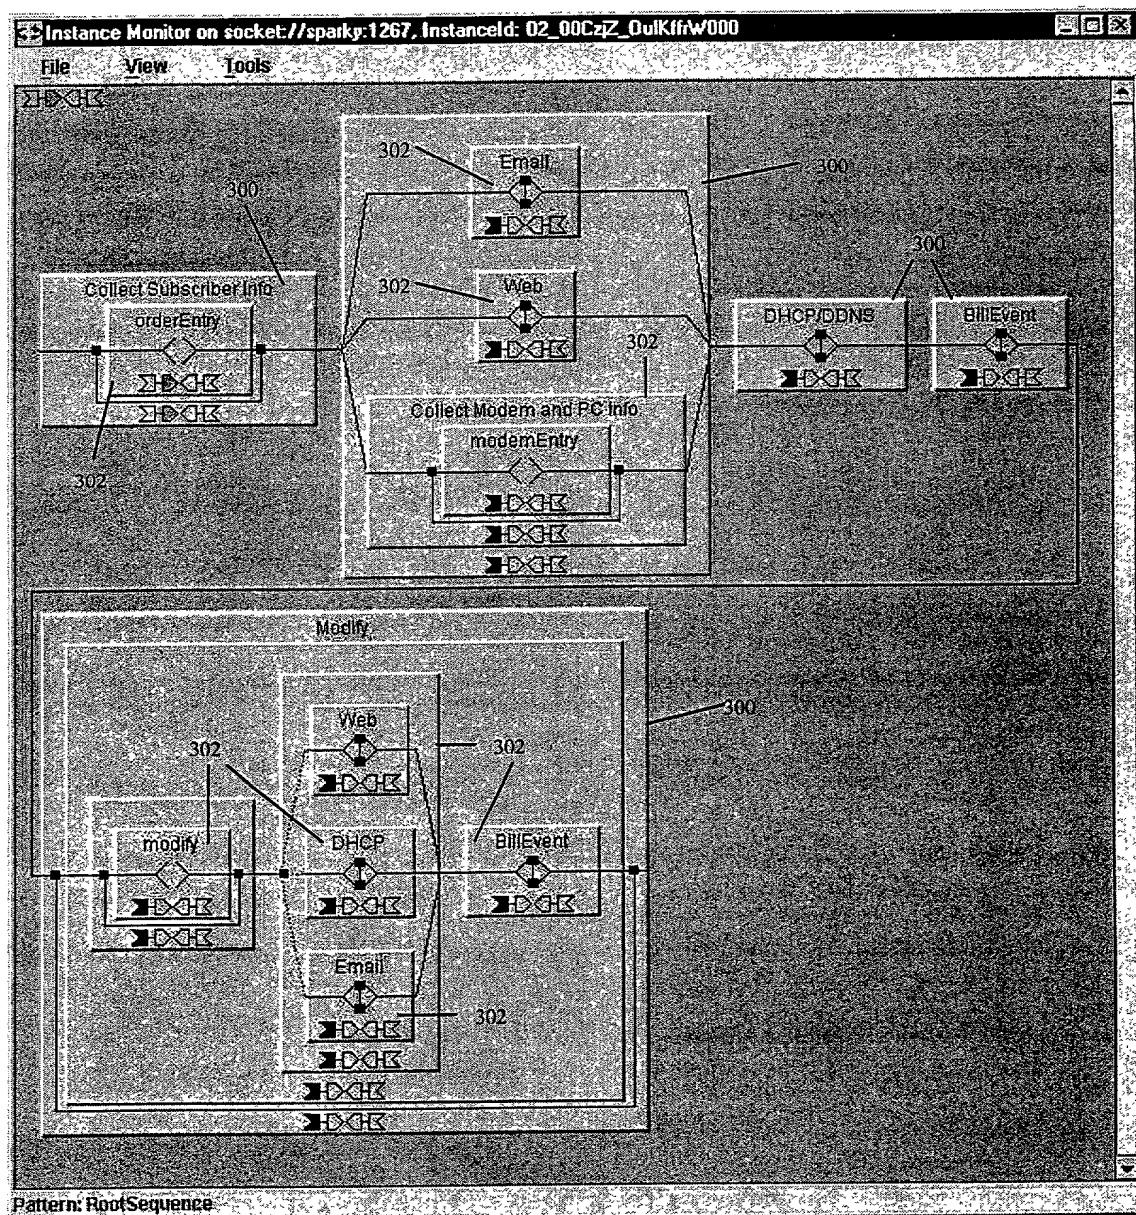 Instance Monitor on socket://sparky:1267, InstanceId: 02_00CzjZ_OulKffrW000
File View Tools
302
Email
300
300
300
302
Web
Collect Subscriber Info
orderEntry
302
DHCP/DDNS
BillEvent
Collect Modem and PC Info
modemEntry
302
Modify
300
Web
302
302
modify
DHCP
BillEvent
Email
302
Pattern: RootSequence